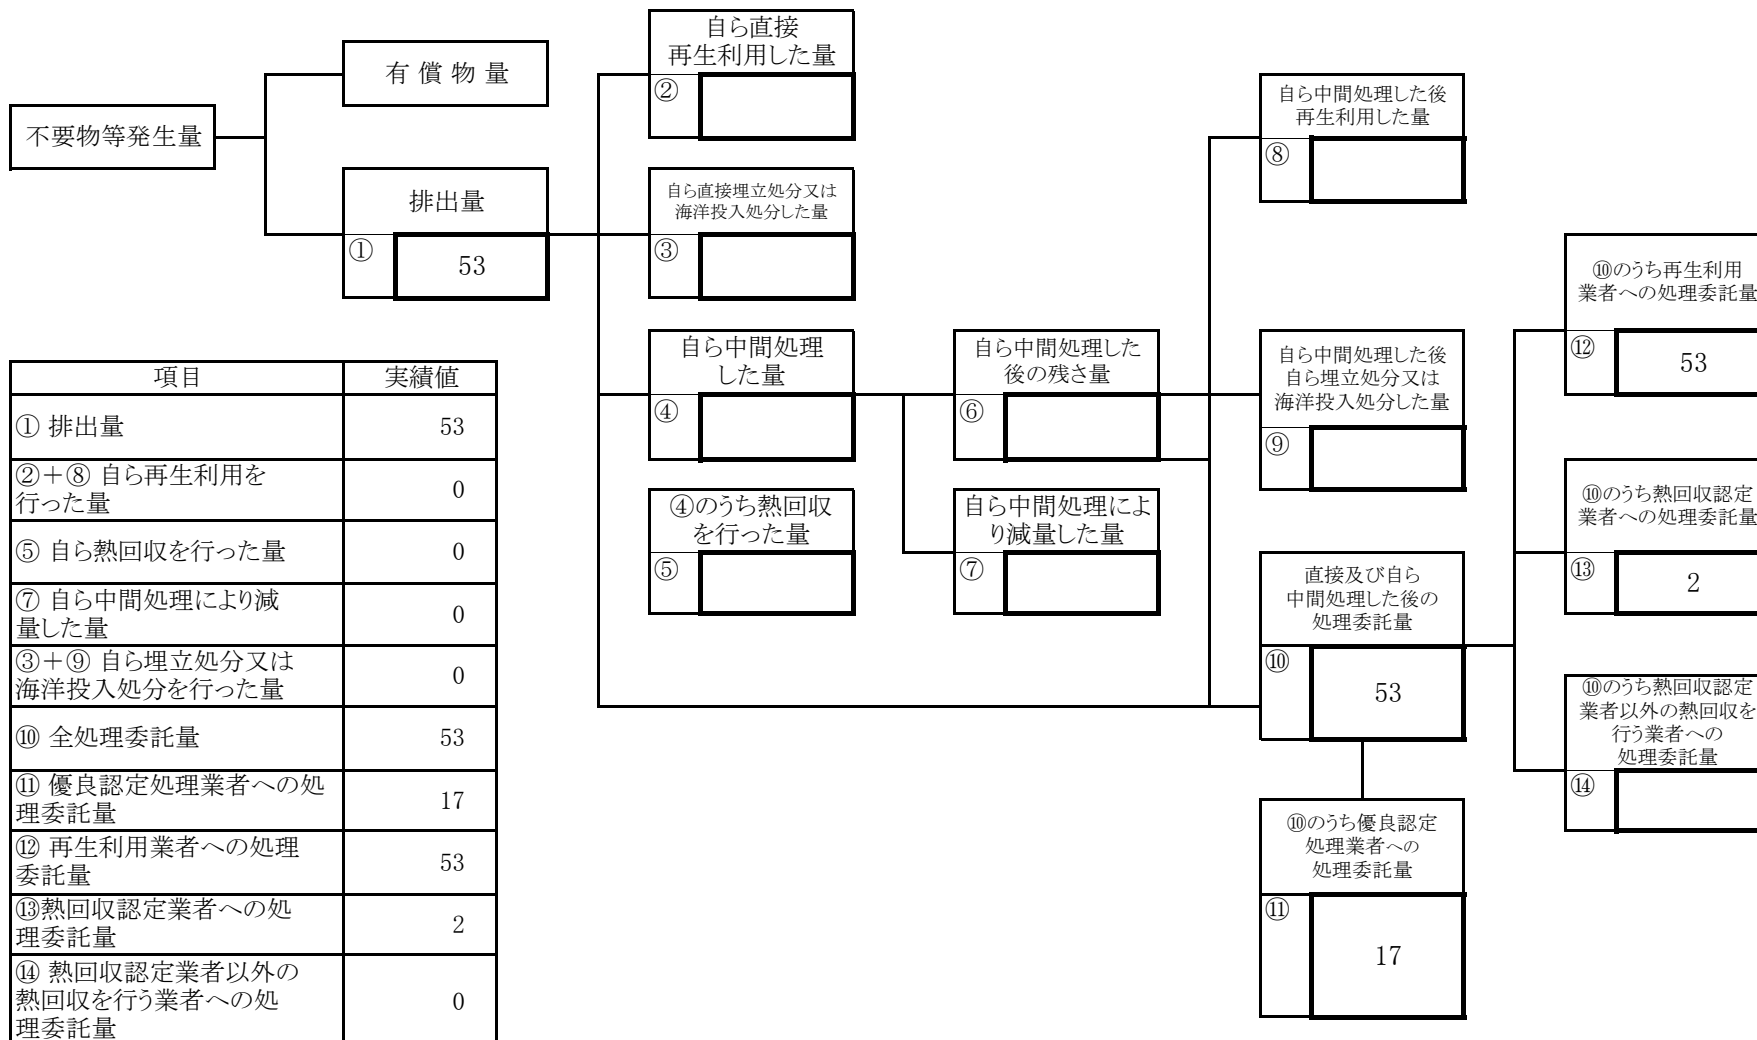 自ら直接
再生利用した量
②
有償物量
不要物等発生量
排出量
①
53
自ら直接埋立処分又は
海洋投入処分した量
③
自ら中間処理
した量
④
④のうち熱回収
を行った量
⑤
自ら中間処理した
後の残さ量
⑥
自ら中間処理によ
り減量した量
⑦
自ら中間処理した後
再生利用した量
⑧
自ら中間処理した後
自ら埋立処分又は
海洋投入処分した量
⑨
直接及び自ら
中間処理した後の
処理委託量
⑩
53
⑩のうち優良認定
処理業者への
処理委託量
⑪
17
⑩のうち再生利用
業者への処理委託量
⑫
53
⑩のうち熱回収認定
業者への処理委託量
⑬
2
⑩のうち熱回収認定
業者以外の熱回収を
行う業者への
処理委託量
⑭
項目 実績値
① 排出量 53
②+⑧ 自ら再生利用を
行った量 0
⑤ 自ら熱回収を行った量 0
⑦ 自ら中間処理により減
量した量 0
③+⑨ 自ら埋立処分又は
海洋投入処分を行った量 0
⑩ 全処理委託量 53
⑪ 優良認定処理業者への処
理委託量 17
⑫ 再生利用業者への処理
委託量 53
⑬熱回収認定業者への処
理委託量 2
⑭ 熱回収認定業者以外の
熱回収を行う業者への処
理委託量 0